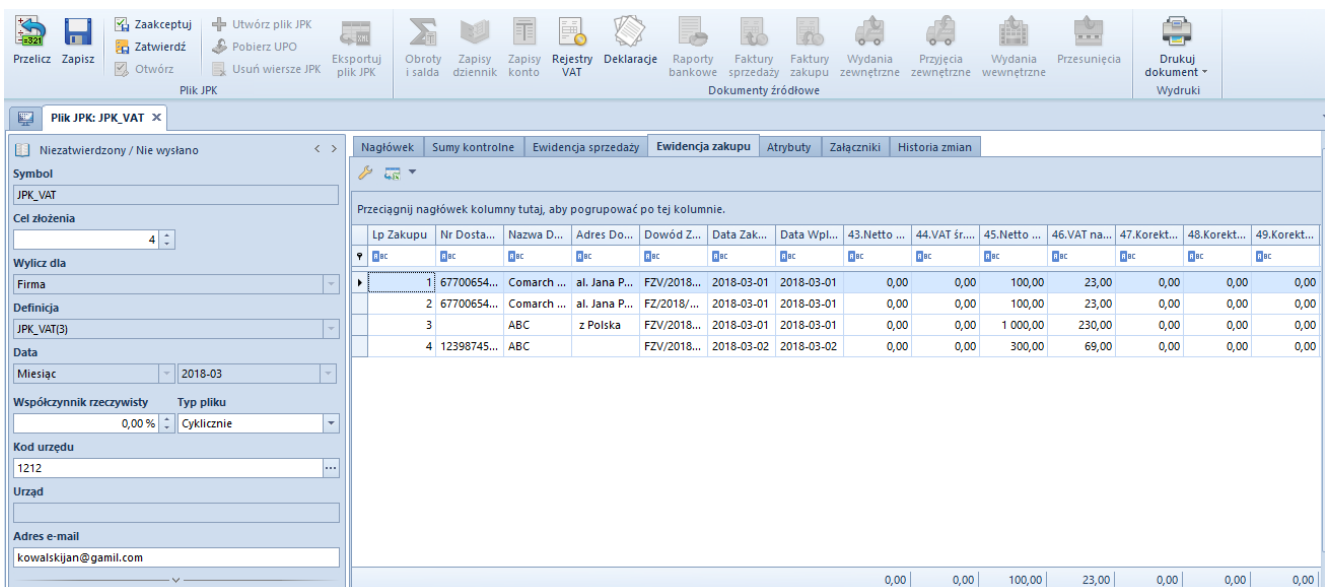 Przelicz
Zapisz
Zaakceptuj
Zatwierdź
Otwórz
Utwórz plik JPK
Pobierz UPO
Usuń wiersze JPK
Eksportuj
plik JPK
Plik JPK
Obroty
i salda
Zapisy
dziennik
Zapisy
konto
Rejestry
VAT
Deklaracje
Raporty
bankowe
Faktury
sprzedaży
Faktury
zakupu
Wydania
zewnętrzne
Przyjęcia
zewnętrzne
Wydania
wewnętrzne
Przesunięcia
Dokumenty źródłowe
Drukuj
dokument
Wydruki
Plik JPK: JPK_VAT
Niezatwierdzony / Nie wysłano
Symbol
JPK_VAT
Cel złożenia
4
Wylicz dla
Firma
Definicja
JPK_VAT(3)
Data
Miesiąc 2018-03
Współczynnik rzeczywisty Typ pliku
0,00 % Cyklicznie
Kod urzędu
1212
Urząd
Adres e-mail
kowalskijan@gamil.com
Nagłówek Sumy kontrolne Ewidencja sprzedaży Ewidencja zakupu Atrybuty Załączniki Historia zmian
Przeciągnij nagłówek kolumny tutaj, aby pogrupować po tej kolumnie.
Lp Zakupu Nr Dosta... Nazwa D... Adres Do... Dowód Z... Data Zak... Data Wpł... 43.Netto ... 44.VAT śr.... 45.Netto ... 46.VAT na... 47.Korekt... 48.Korekt... 49.Korekt...
1 67700654... Comarch ... al. Jana P... FZV/2018... 2018-03-01 2018-03-01 0,00 0,00 100,00 23,00 0,00 0,00 0,00
2 67700654... Comarch ... al. Jana P... FZ/2018/... 2018-03-01 2018-03-01 0,00 0,00 100,00 23,00 0,00 0,00 0,00
3 ABC z Polska FZV/2018... 2018-03-01 2018-03-01 0,00 0,00 1 000,00 230,00 0,00 0,00 0,00
4 12398745... ABC FZV/2018... 2018-03-02 2018-03-02 0,00 0,00 300,00 69,00 0,00 0,00 0,00
0,00 0,00 100,00 23,00 0,00 0,00 0,00